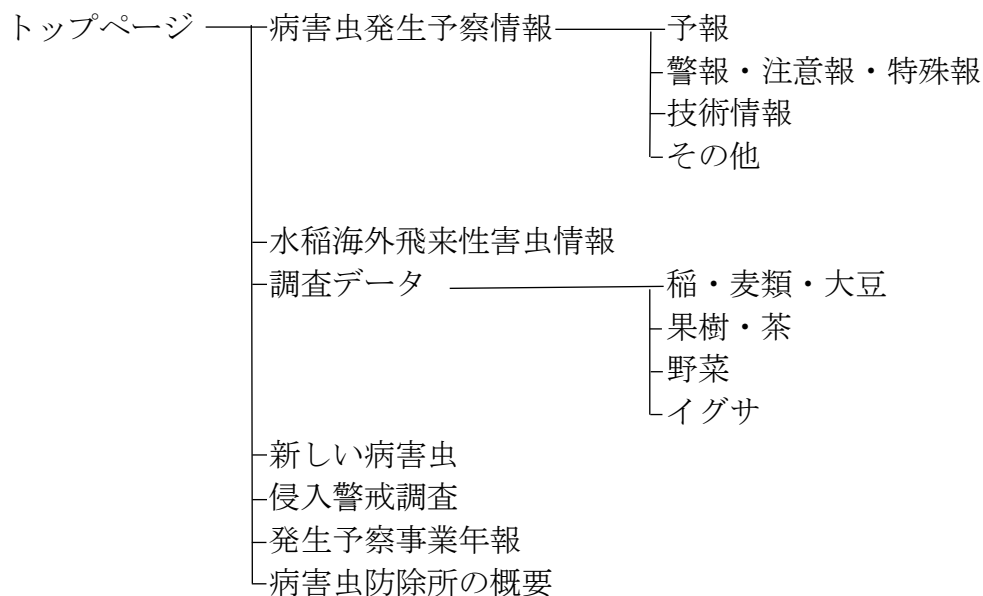 トップページ 病害虫発生予察情報 予報
警報・注意報・特殊報
技術情報
その他
水稲海外飛来性害虫情報
調査データ 稲・麦類・大豆
果樹・茶
野菜
イグサ
新しい病害虫
侵入警戒調査
発生予察事業年報
病害虫防除所の概要